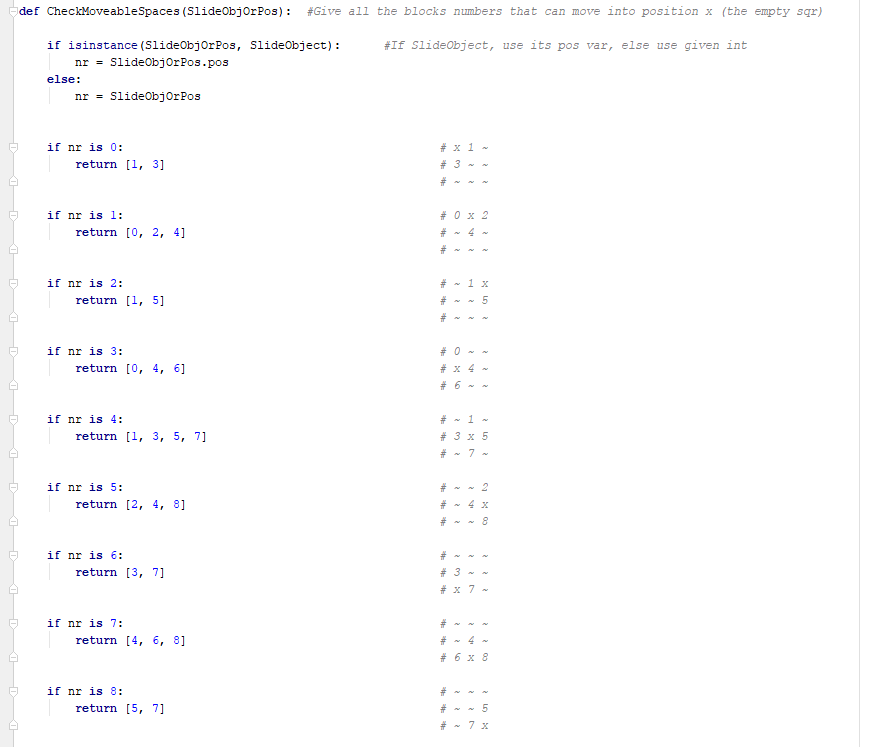 def CheckMoveableSpaces(SlideObjOrPos):  #Give all the blocks numbers that can move into position x (the empty sqr)
if isinstance(SlideObjOrPos, SlideObject):      #If SlideObject, use its pos var, else use given int
nr = SlideObjOrPos.pos
else:
nr = SlideObjOrPos
if nr is 0:    # x 1 ~
return [1, 3]    # 3 ~ ~
# ~ ~ ~
if nr is 1:    # 0 x 2
return [0, 2, 4]    # ~ 4 ~
# ~ ~ ~
if nr is 2:    # ~ 1 x
return [1, 5]    # ~ ~ 5
# ~ ~ ~
if nr is 3:    # 0 ~ ~
return [0, 4, 6]    # x 4 ~
# 6 ~ ~
if nr is 4:    # ~ 1 ~
return [1, 3, 5, 7]    # 3 x 5
# ~ 7 ~
if nr is 5:    # ~ ~ 2
return [2, 4, 8]    # ~ 4 x
# ~ ~ 8
if nr is 6:    # ~ ~ ~
return [3, 7]    # 3 ~ ~
# x 7 ~
if nr is 7:    # ~ ~ ~
return [4, 6, 8]    # ~ 4 ~
# 6 x 8
if nr is 8:    # ~ ~ ~
return [5, 7]    # ~ ~ 5
# ~ 7 x